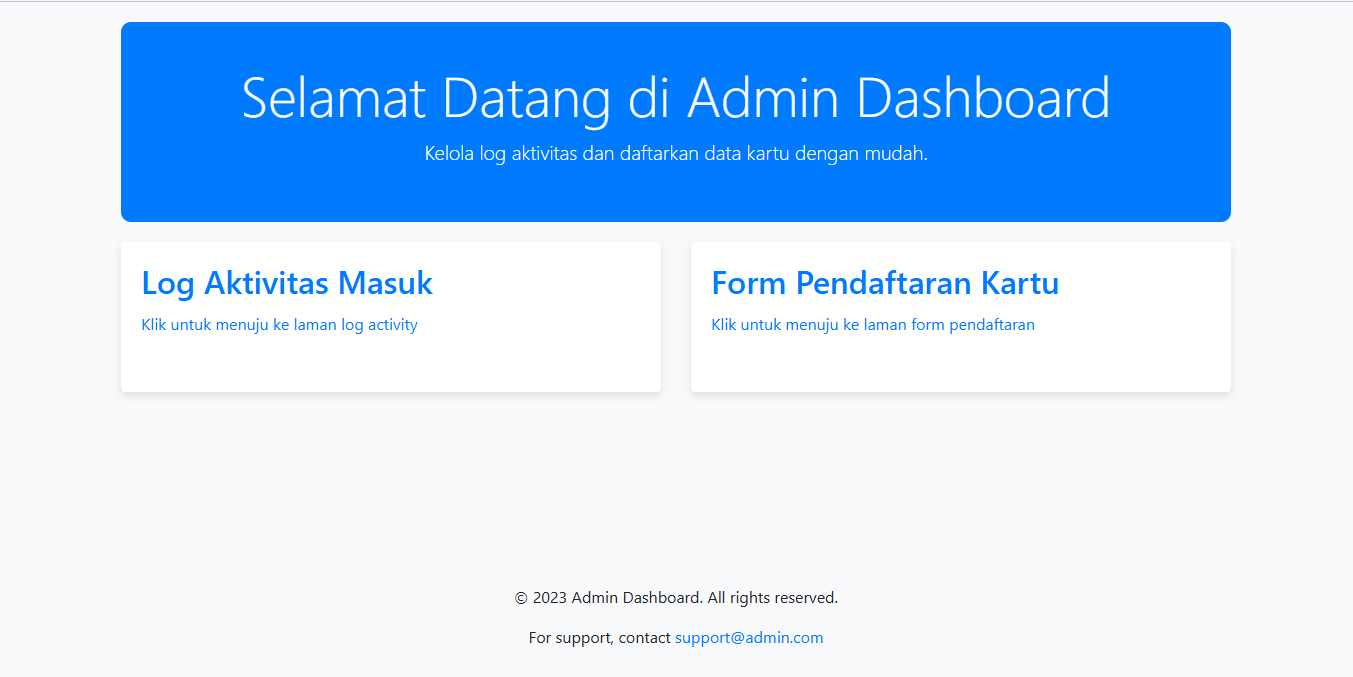 Selamat Datang di Admin Dashboard
Kelola log aktivitas dan daftarkan data kartu dengan mudah.
Log Aktivitas Masuk
Klik untuk menuju ke laman log activity
Form Pendaftaran Kartu
Klik untuk menuju ke laman form pendaftaran
© 2023 Admin Dashboard. All rights reserved.
For support, contact support@admin.com